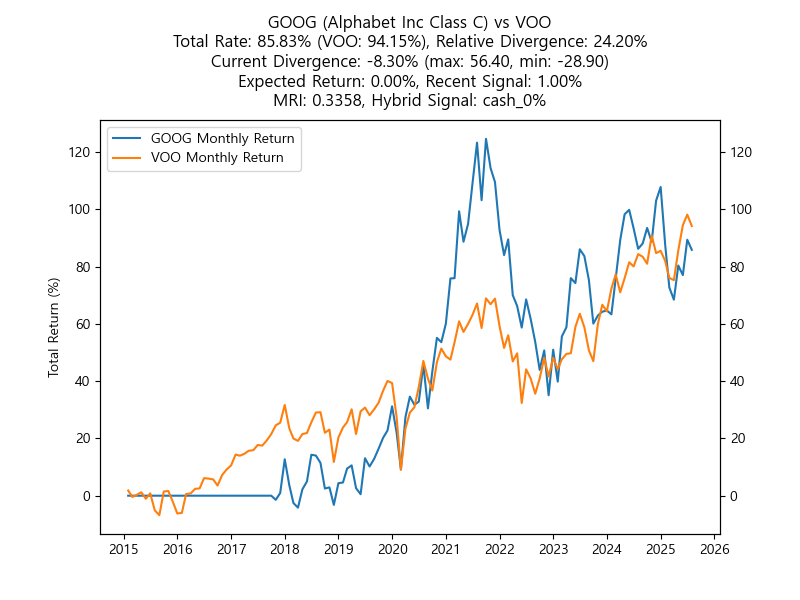 GOOG (Alphabet Inc Class C) vs VOO
Total Rate: 85.83% (VOO: 94.15%), Relative Divergence: 24.20%
Current Divergence: -8.30% (max: 56.40, min: -28.90)
Expected Return: 0.00%, Recent Signal: 1.00%
MRI: 0.3358, Hybrid Signal: cash_0%
GOOG Monthly Return
VOO Monthly Return
Total Return (%)
120
100
80
60
40
20
0
120
100
80
60
40
20
0
2015 2016 2017 2018 2019 2020 2021 2022 2023 2024 2025 2026